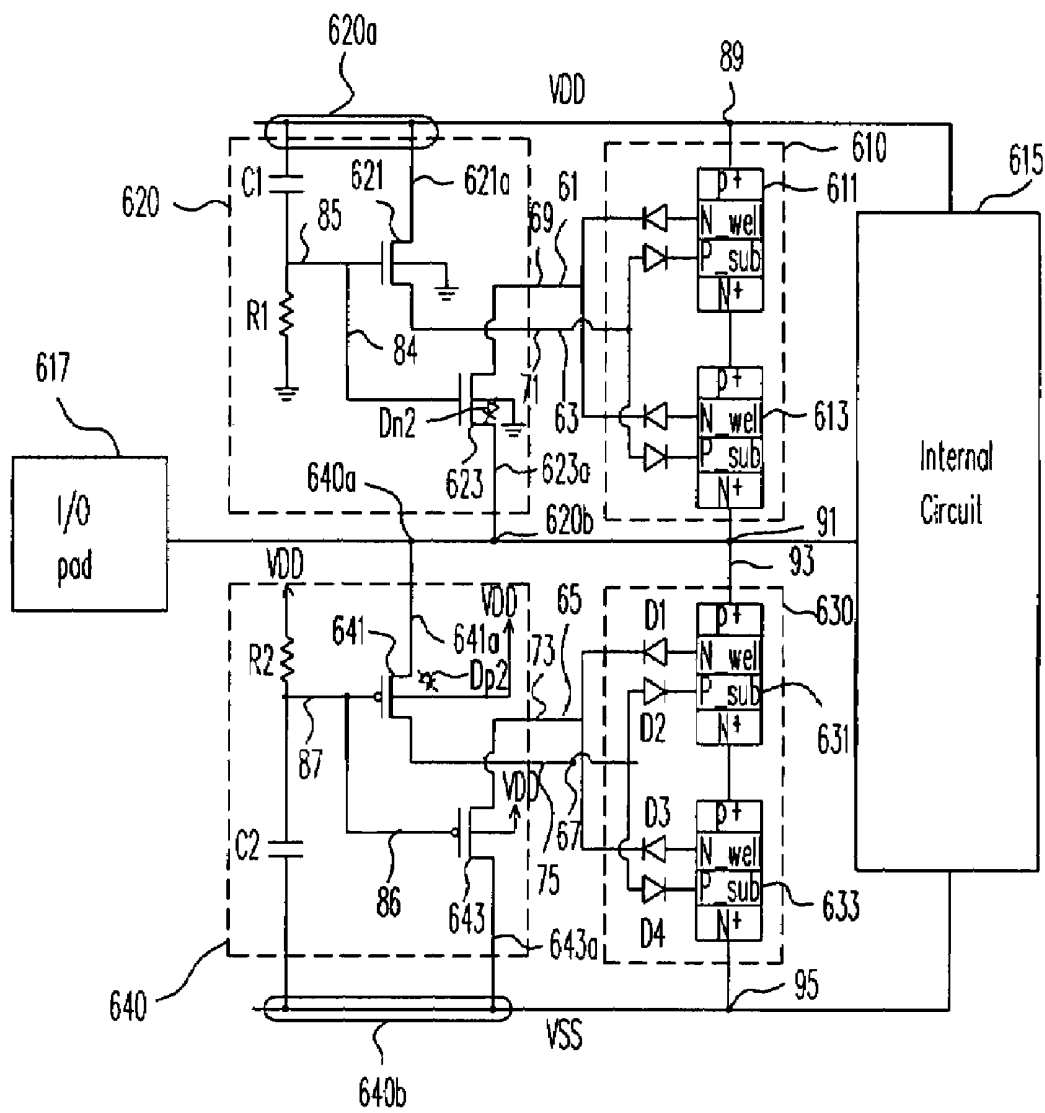 620a
89
VDD
610
C1
621
621a
p+
611
615
620
85
69
61
N_well
P_sub
N+
R1
84
71
63
p+
617
Dn2
N_well
613
P_sub
623
623a
N+
Internal
Circuit
640a
620b
91
I/O
pad
93
VDD
VDD
65
D1
p+
630
641
641a
73
N_well
R2
Dp2
P_sub
D2
N+
631
87
VDD
67
D3
p+
C2
75
N_well
86
643
P_sub
633
D4
N+
643a
640
95
VSS
640b